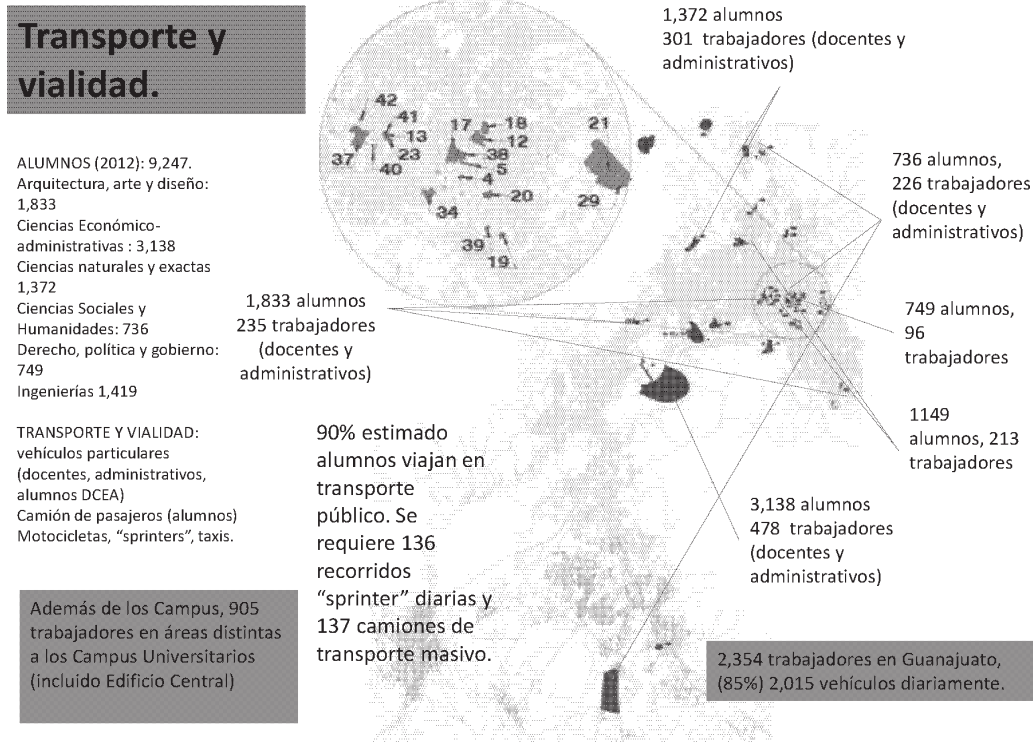 Transporte y
vialidad.
ALUMNOS (2012): 9,247.
Arquitectura, arte y diseño:
1,833
Ciencias Económico-
administrativas : 3,138
Ciencias naturales y exactas
1,372
Ciencias Sociales y
Humanidades: 736
Derecho, política y gobierno:
749
Ingenierías 1,419
TRANSPORTE Y VIALIDAD:
vehículos particulares
(docentes, administrativos,
alumnos DCEA)
Camión de pasajeros (alumnos)
Motocicletas, “sprinters”, taxis.
Además de los Campus, 905
trabajadores en áreas distintas
a los Campus Universitarios
(incluido Edificio Central)
42
41
13
37
23
40
17
18
12
38
5
4
20
34
39
1
19
21
29
1,833 alumnos
235 trabajadores
(docentes y
administrativos)
90% estimado
alumnos viajan en
transporte
público. Se
requiere 136
recorridos
“sprinter” diarias y
137 camiones de
transporte masivo.
1,372 alumnos
301 trabajadores (docentes y
administrativos)
736 alumnos,
226 trabajadores
(docentes y
administrativos)
749 alumnos,
96
trabajadores
1149
alumnos, 213
trabajadores
3,138 alumnos
478 trabajadores
(docentes y
administrativos)
2,354 trabajadores en Guanajuato,
(85%) 2,015 vehículos diariamente.